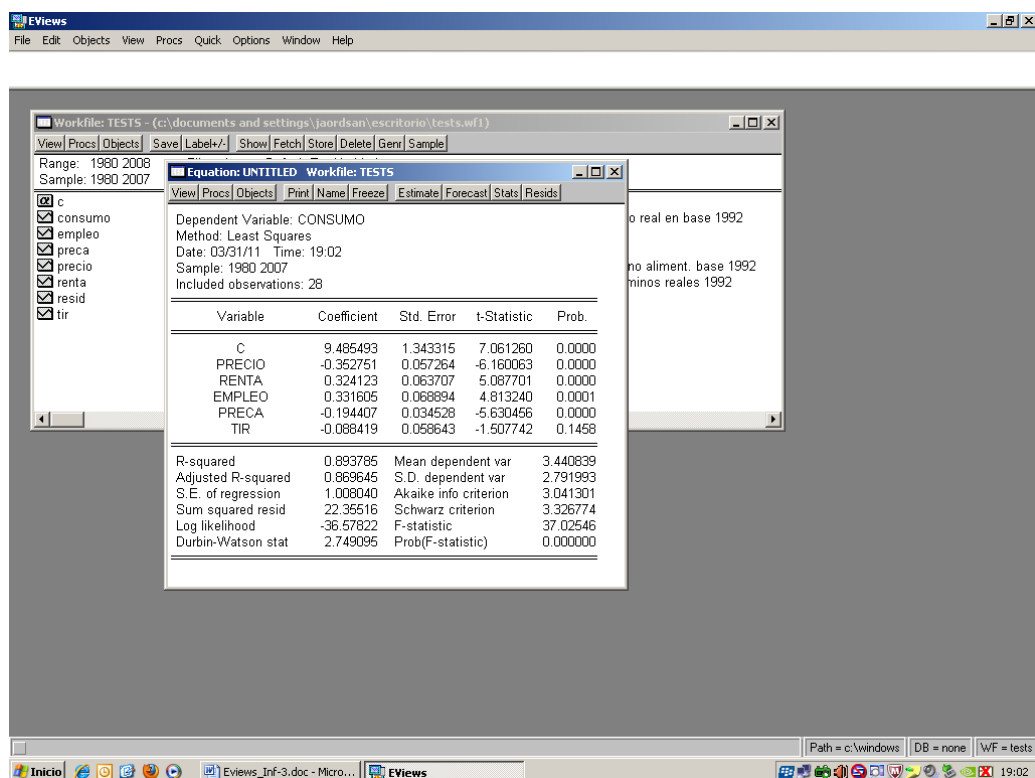 EViews
File Edit Objects View Procs Quick Options Window Help
Workfile: TESTS - (c:\documents and settings\jaordsan\escritorio\tests.wf1)
View Procs Objects Save Label+/- Show Fetch Store Delete Genr Sample
Range: 1980 2008
Sample: 1980 2007
c
consumo
empleo
preca
precio
renta
resid
tir
o real en base 1992
no aliment. base 1992
minos reales 1992
Equation: UNTITLED Workfile: TESTS
View Procs Objects Print Name Freeze Estimate Forecast Stats Resids
Dependent Variable: CONSUMO
Method: Least Squares
Date: 03/31/11 Time: 19:02
Sample: 1980 2007
Included observations: 28
Variable Coefficient Std. Error t-Statistic Prob.
C 9.485493 1.343315 7.061260 0.0000
PRECIO -0.352751 0.057264 -6.160063 0.0000
RENTA 0.324123 0.063707 5.087701 0.0000
EMPLEO 0.331605 0.068894 4.813240 0.0001
PRECA -0.194407 0.034528 -5.630456 0.0000
TIR -0.088419 0.058643 -1.507742 0.1458
R-squared 0.893785 Mean dependent var 3.440839
Adjusted R-squared 0.869645 S.D. dependent var 2.791993
S.E. of regression 1.008040 Akaike info criterion 3.041301
Sum squared resid 22.35516 Schwarz criterion 3.326774
Log likelihood -36.57822 F-statistic 37.02546
Durbin-Watson stat 2.749095 Prob(F-statistic) 0.000000
Path = c:\windows DB = none WF = tests
Inicio Eviews_Inf-3.doc - Micro... EViews 19:02